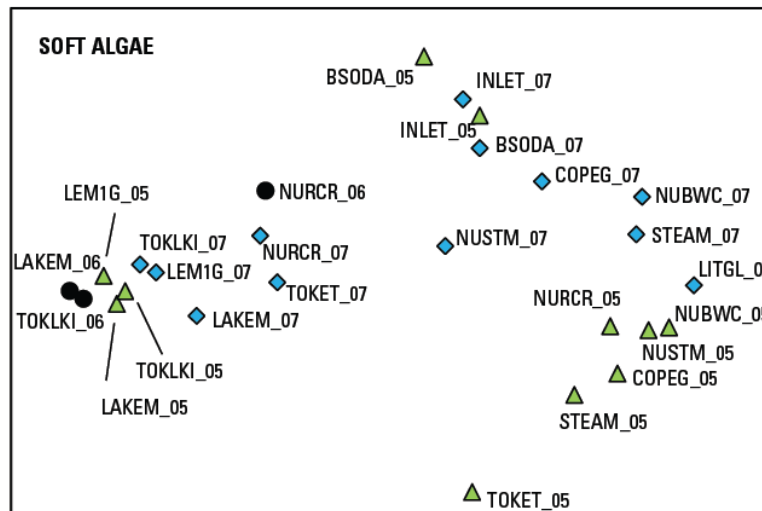 SOFT ALGAE
BSODA_05
INLET_07
INLET_05
BSODA_07
COPEG_07
NURCR_06
NUBWC_07
LEM1G_05
TOKLKI_07
NURCR_07
NUSTM_07
STEAM_07
LAKEM_06
LEM1G_07
LITGL_0
TOKET_07
NURCR_05
NUBWC_05
TOKLKI_06
LAKEM_07
NUSTM_05
TOKLKI_05
COPEG_05
LAKEM_05
STEAM_05
TOKET_05